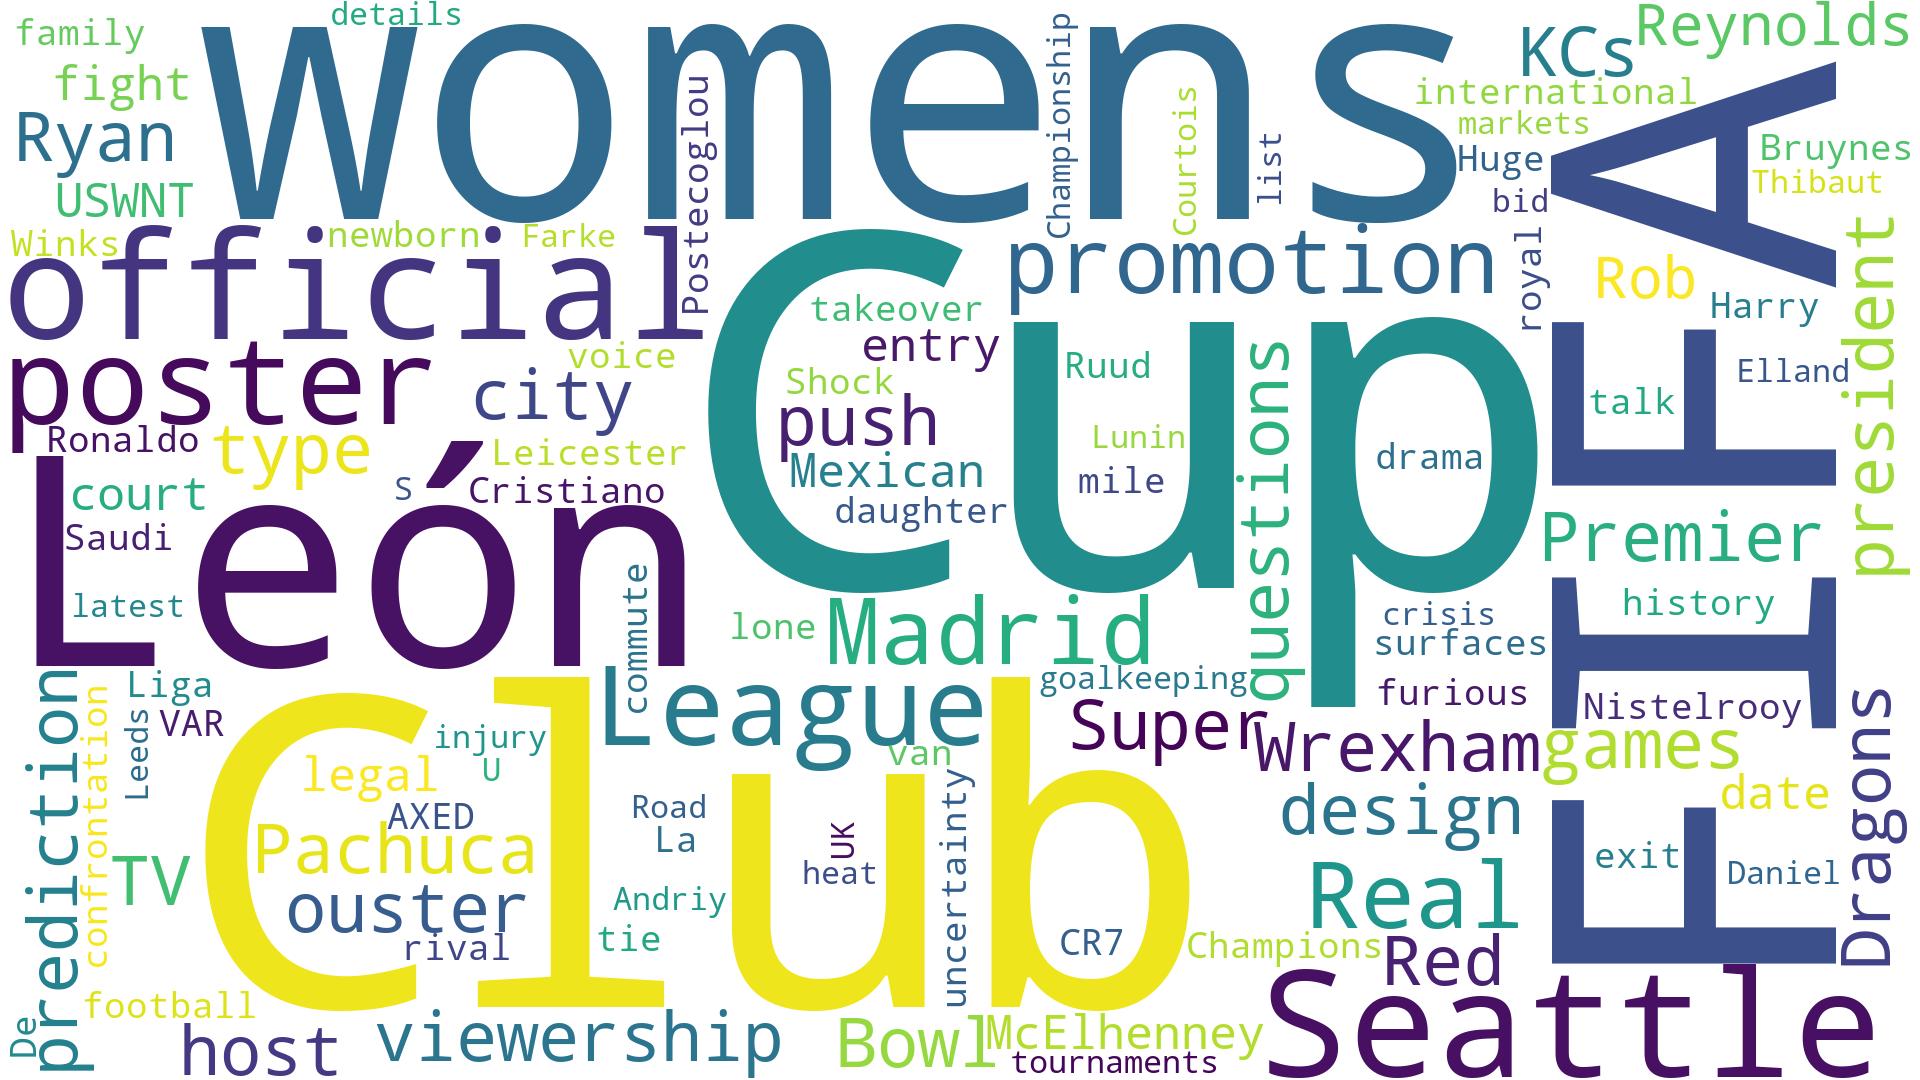 details
family
Womens
KCs
Reynolds
fight
Ryan
USWNT
Postecoglou
Championship
Courtois
list
international
markets
Huge
bid
Bruynes
Thibaut
Winks
official
newborn
Farke
promotion
royal
FIFA
Rob
Harry
president
poster
voice
city
takeover
entry
Cup
Shock
push
Ruud
questions
talk
Elland
Ronaldo
type
Leicester
Mexican
Lunin
mile
drama
court
S
Cristiano
daughter
Saudi
León
Premier
latest
commute
lone
Madrid
crisis
surfaces
history
prediction
confrontation
Liga
Leeds
VAR
League
goalkeeping
furious
Nistelrooy
injury
U
van
Super
Wrexham
games
Dragons
legal
Club
AXED
Pachuca
Road
La
UK
heat
uncertainty
design
date
TV
ouster
rival
Andriy
tie
CR7
Champions
Real
Red
exit
Daniel
football
De
host
viewership
Bowl
McElhenney
tournaments
Seattle